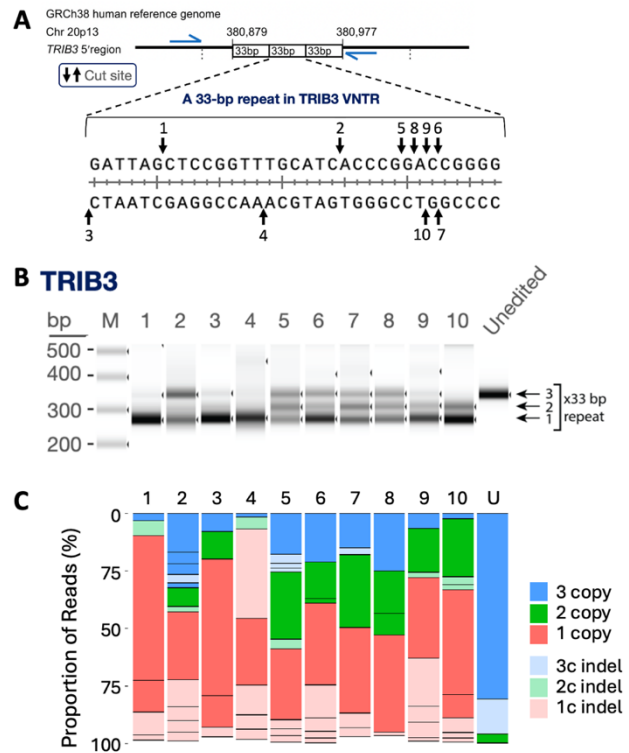 A
GRCh38 human reference genome
Chr 20p13
380,879
380,977
TRIB3 5'region
33bp 33bp 33bp
Cut site
A 33-bp repeat in TRIB3 VNTR
1 2 5 8 9 6
GATTAGCTCCGGTTTGCATCACCCGGACCGGGG
CTAATCGAGGCCAAACGTAGTGGGCCTGGCCCC
3 4 10 7
B TRIB3
bp M 1 2 3 4 5 6 7 8 9 10 Unedited
500
400
300
200
3
2
1
x33 bp
repeat
C
1 2 3 4 5 6 7 8 9 10 U
Proportion of Reads (%)
0
75
50
75
100
3 copy
2 copy
1 copy
3c indel
2c indel
1c indel